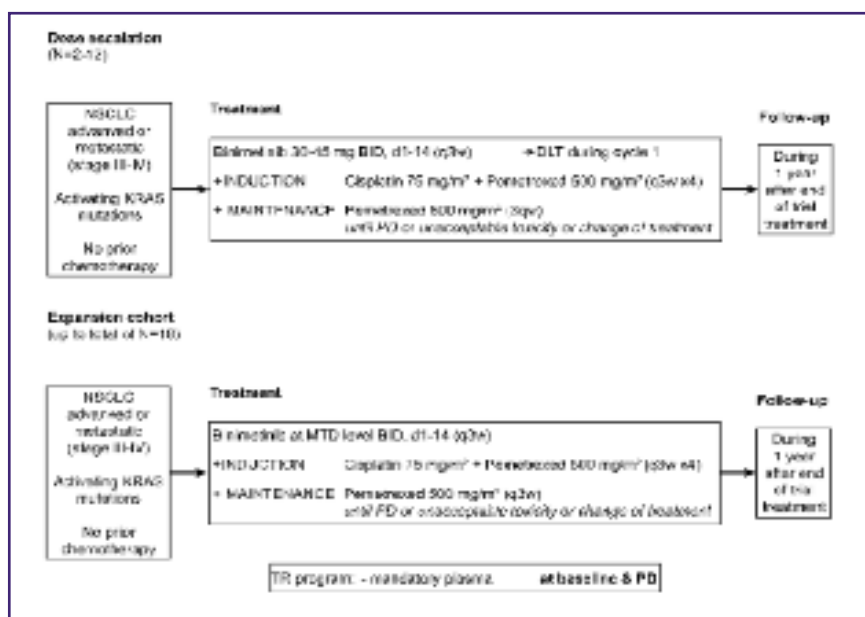 Dose escalation
(N=2-12)
NSCLC
advanced or
metastatic
(stage III-IV)
Activating KRAS
mutations
No prior
chemotherapy
Treatment
Binimetinib 30-45 mg BID, d1-14 (q3w) → DLT during cycle 1
+INDUCTION Cisplatin 75 mg/m² + Pemetrexed 500 mg/m² (q3w x4)
+ MAINTENANCE Pemetrexed 500 mg/m² (3qw)
until PD or unacceptable toxicity or change of treatment
Follow-up
During
1 year
after end
of trial
treatment
Expansion cohort
(up to total of N=18)
NSCLC
advanced or
metastatic
(stage III-IV)
Activating KRAS
mutations
No prior
chemotherapy
Treatment
Binimetinib at MTD level BID, d1-14 (q3w)
+INDUCTION Cisplatin 75 mg/m² + Pemetrexed 500 mg/m² (q3w x4)
+ MAINTENANCE Pemetrexed 500 mg/m² (q3w)
until PD or unacceptable toxicity or change of treatment
Follow-up
During
1 year
after end
of trial
treatment
TR program: - mandatory plasma at baseline & PD